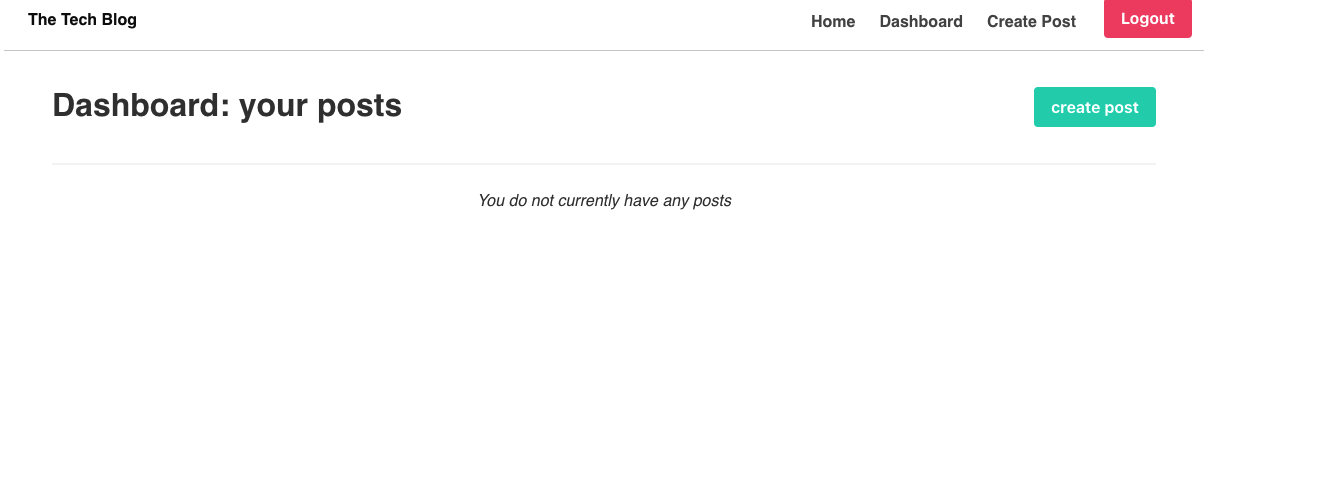 The Tech Blog
Home Dashboard Create Post Logout
Dashboard: your posts
create post
You do not currently have any posts